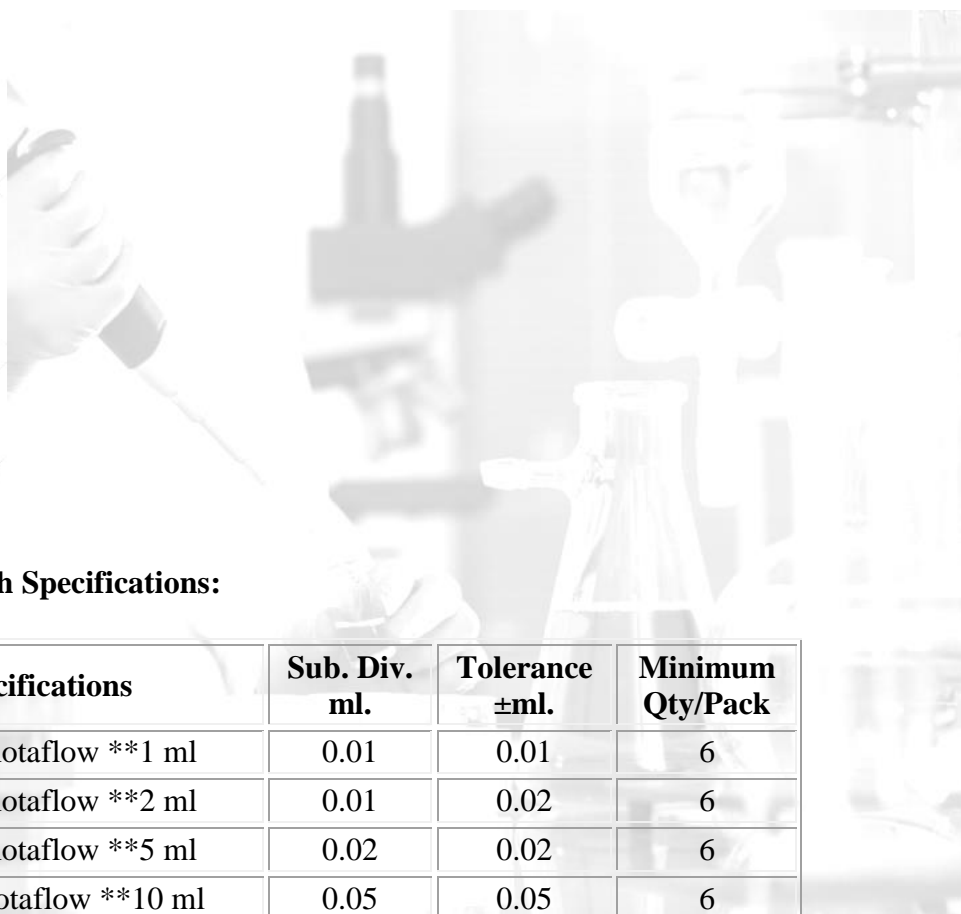 h Specifications:
cifications Sub. Div. ml. Tolerance ±ml. Minimum Qty/Pack
otaflow **1 ml 0.01 0.01 6
otaflow **2 ml 0.01 0.02 6
otaflow **5 ml 0.02 0.02 6
otaflow **10 ml 0.05 0.05 6